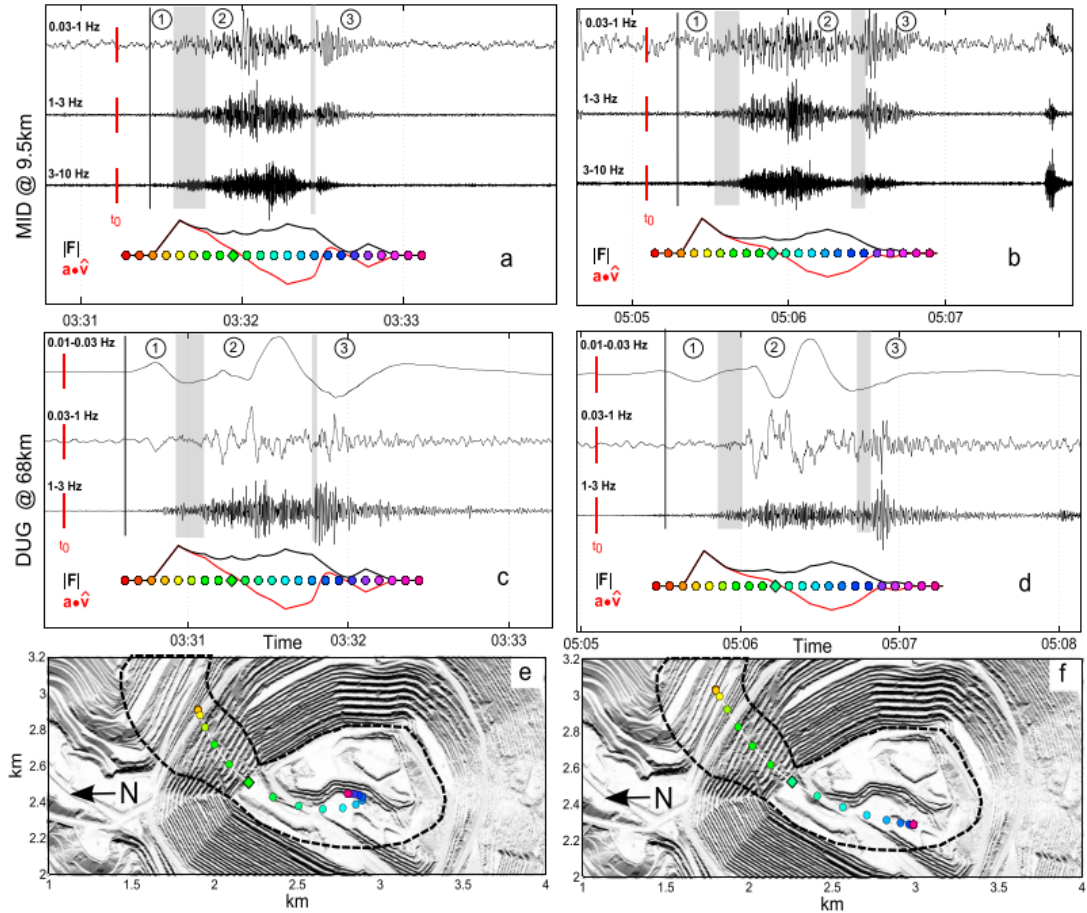 ① ② ③
0.03-1 Hz
1-3 Hz
3-10 Hz
MID @ 9.5km
t0
|F|
a•v̂
a
03:31 03:32 03:33
① ② ③
0.03-1 Hz
1-3 Hz
3-10 Hz
t0
|F|
a•v̂
b
05:05 05:06 05:07
0.01-0.03 Hz
① ② ③
0.03-1 Hz
1-3 Hz
DUG @ 68km
t0
|F|
a•v̂
c
03:31 Time 03:32 03:33
0.01-0.03 Hz
① ② ③
0.03-1 Hz
1-3 Hz
t0
|F|
a•v̂
d
05:05 05:06 Time 05:07 05:08
3.2
3
2.8
2.6
2.4
2.2
2
km
e
N
1 1.5 2 2.5 3 3.5 4
km
3.2
3
2.8
2.6
2.4
2.2
2
f
N
1 1.5 2 2.5 3 3.5 4
km